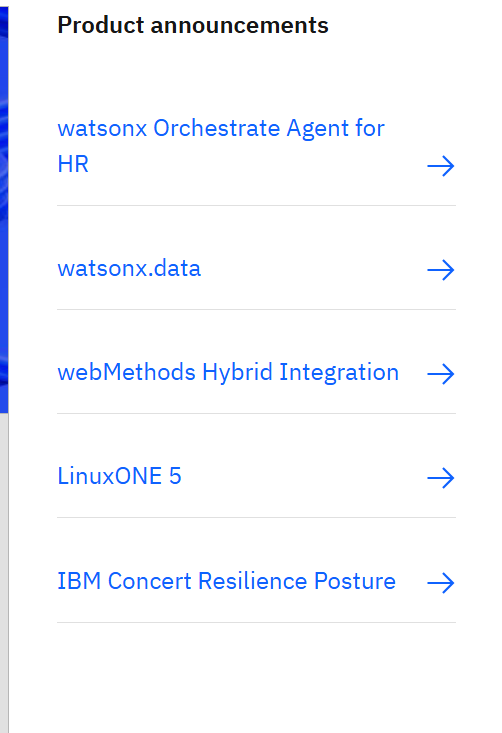 Product announcements
watsonx Orchestrate Agent for
HR
watsonx.data
webMethods Hybrid Integration
LinuxONE 5
IBM Concert Resilience Posture